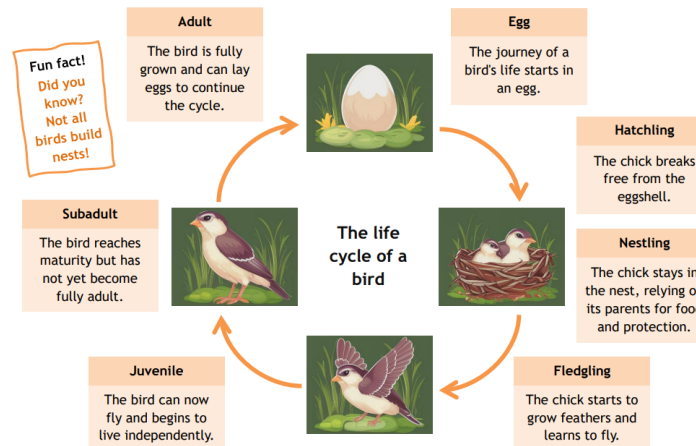 Adult
The bird is fully
grown and can lay
eggs to continue
the cycle.
Egg
The journey of a
bird's life starts in
an egg.
Fun fact!
Did you
know?
Not all
birds build
nests!
Hatchling
The chick breaks
free from the
eggshell.
Subadult
The bird reaches
maturity but has
not yet become
fully adult.
The life
cycle of a
bird
Nestling
The chick stays in
the nest, relying o
its parents for foo
and protection.
Juvenile
The bird can now
fly and begins to
live independently.
Fledgling
The chick starts to
grow feathers and
learns to fly.